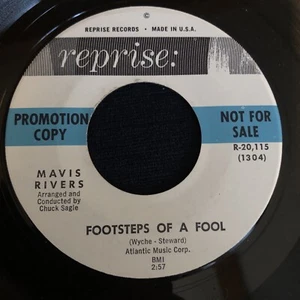 ©
REPRISE RECORDS • MADE IN U.S.A.
reprise:
PROMOTION COPY
NOT FOR SALE
R-20,115
(1304)
MAVIS
RIVERS
Arranged and
Conducted by
Chuck Sagle
FOOTSTEPS OF A FOOL
(Wyche - Steward)
Atlantic Music Corp.
BMI
2:57